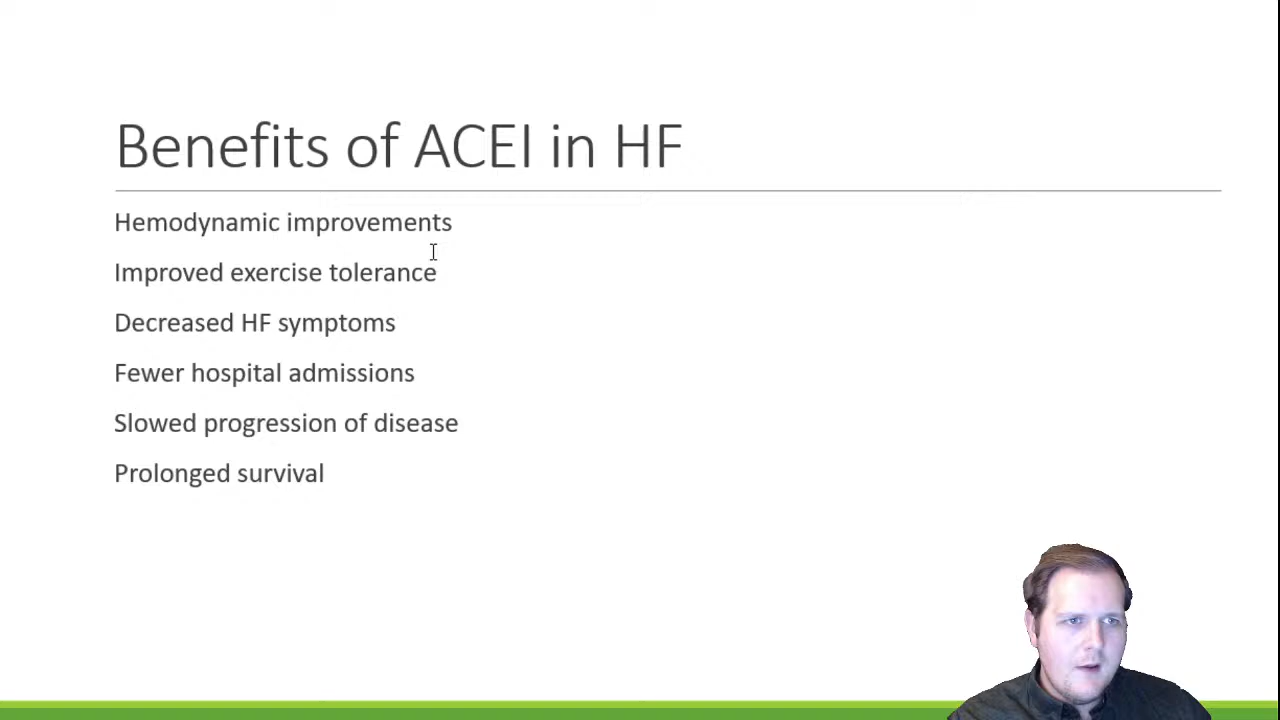 Benefits of ACEI in HF
Hemodynamic improvements
Improved exercise tolerance
Decreased HF symptoms
Fewer hospital admissions
Slowed progression of disease
Prolonged survival